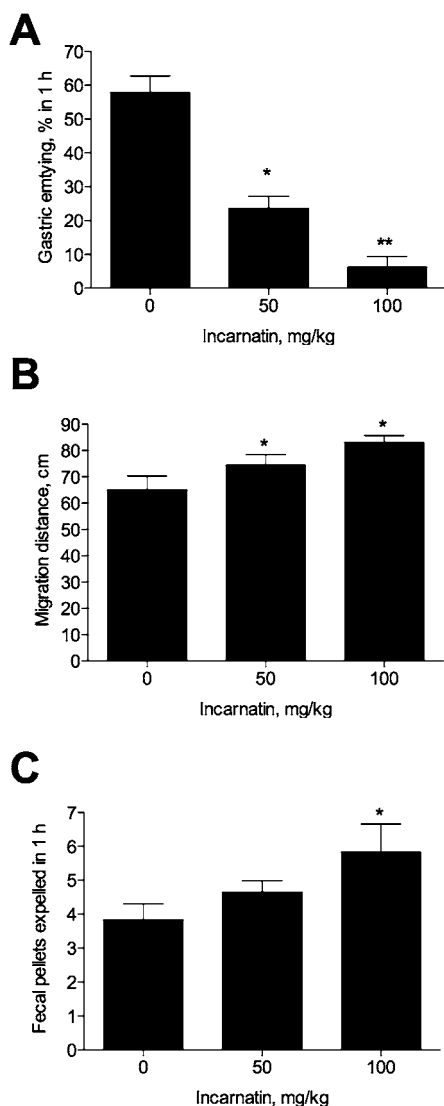 A
Gastric emtying, % in 1 h
70
60
50
40
30
20
10
0
*
**
0 50 100
Incarnatin, mg/kg
B
Migration distance, cm
90
80
70
60
50
40
30
20
10
0
*
*
0 50 100
Incarnatin, mg/kg
C
Fecal pellets expelled in 1 h
7
6
5
4
3
2
1
0
*
0 50 100
Incarnatin, mg/kg